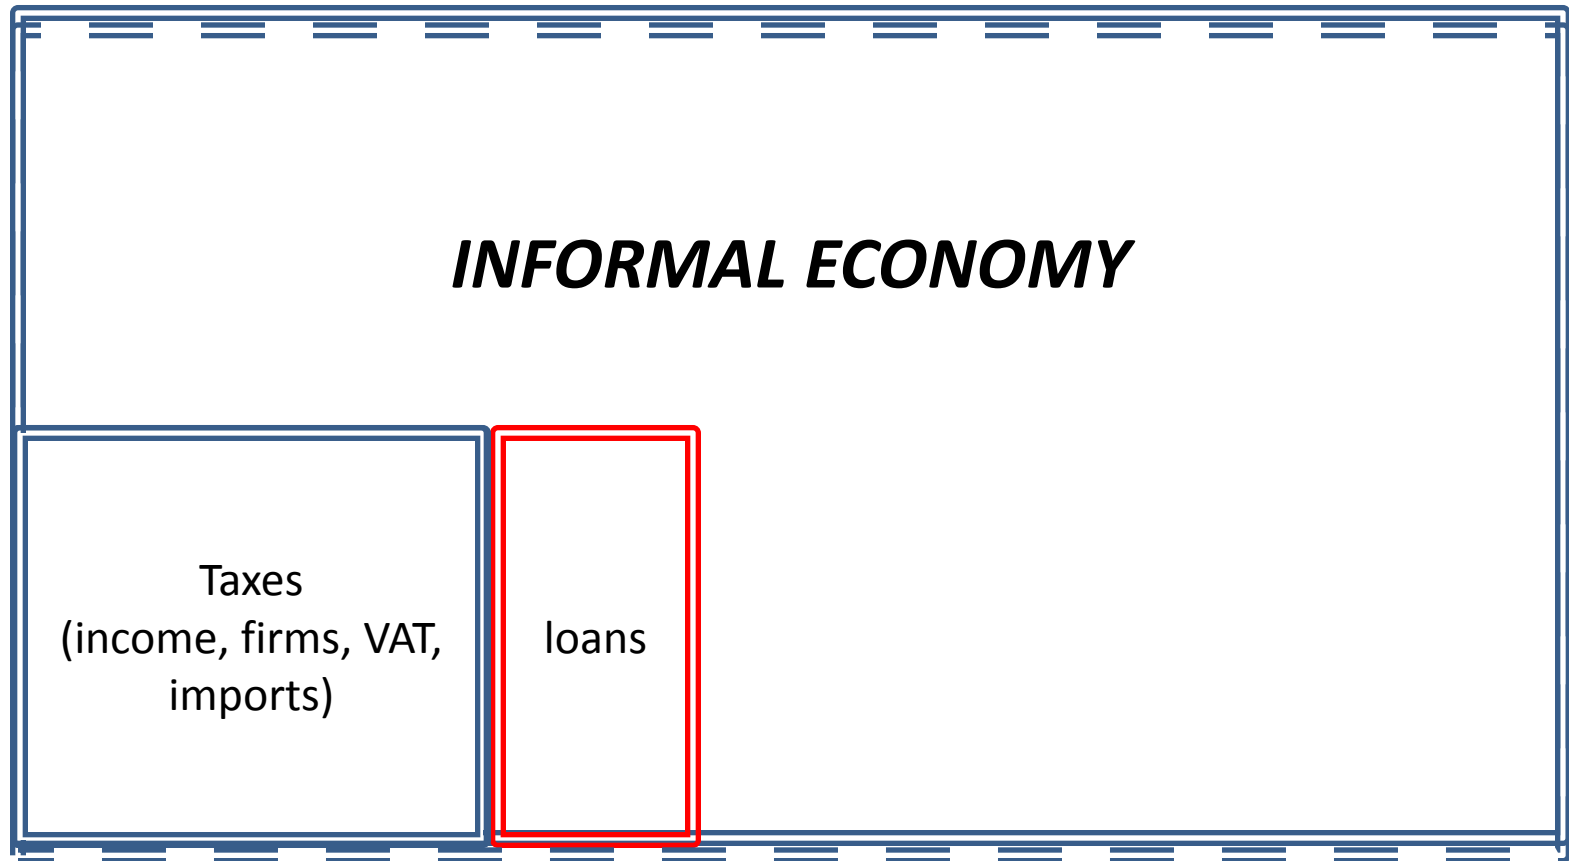 INFORMAL ECONOMY
Taxes
(income, firms, VAT,
imports)
loans